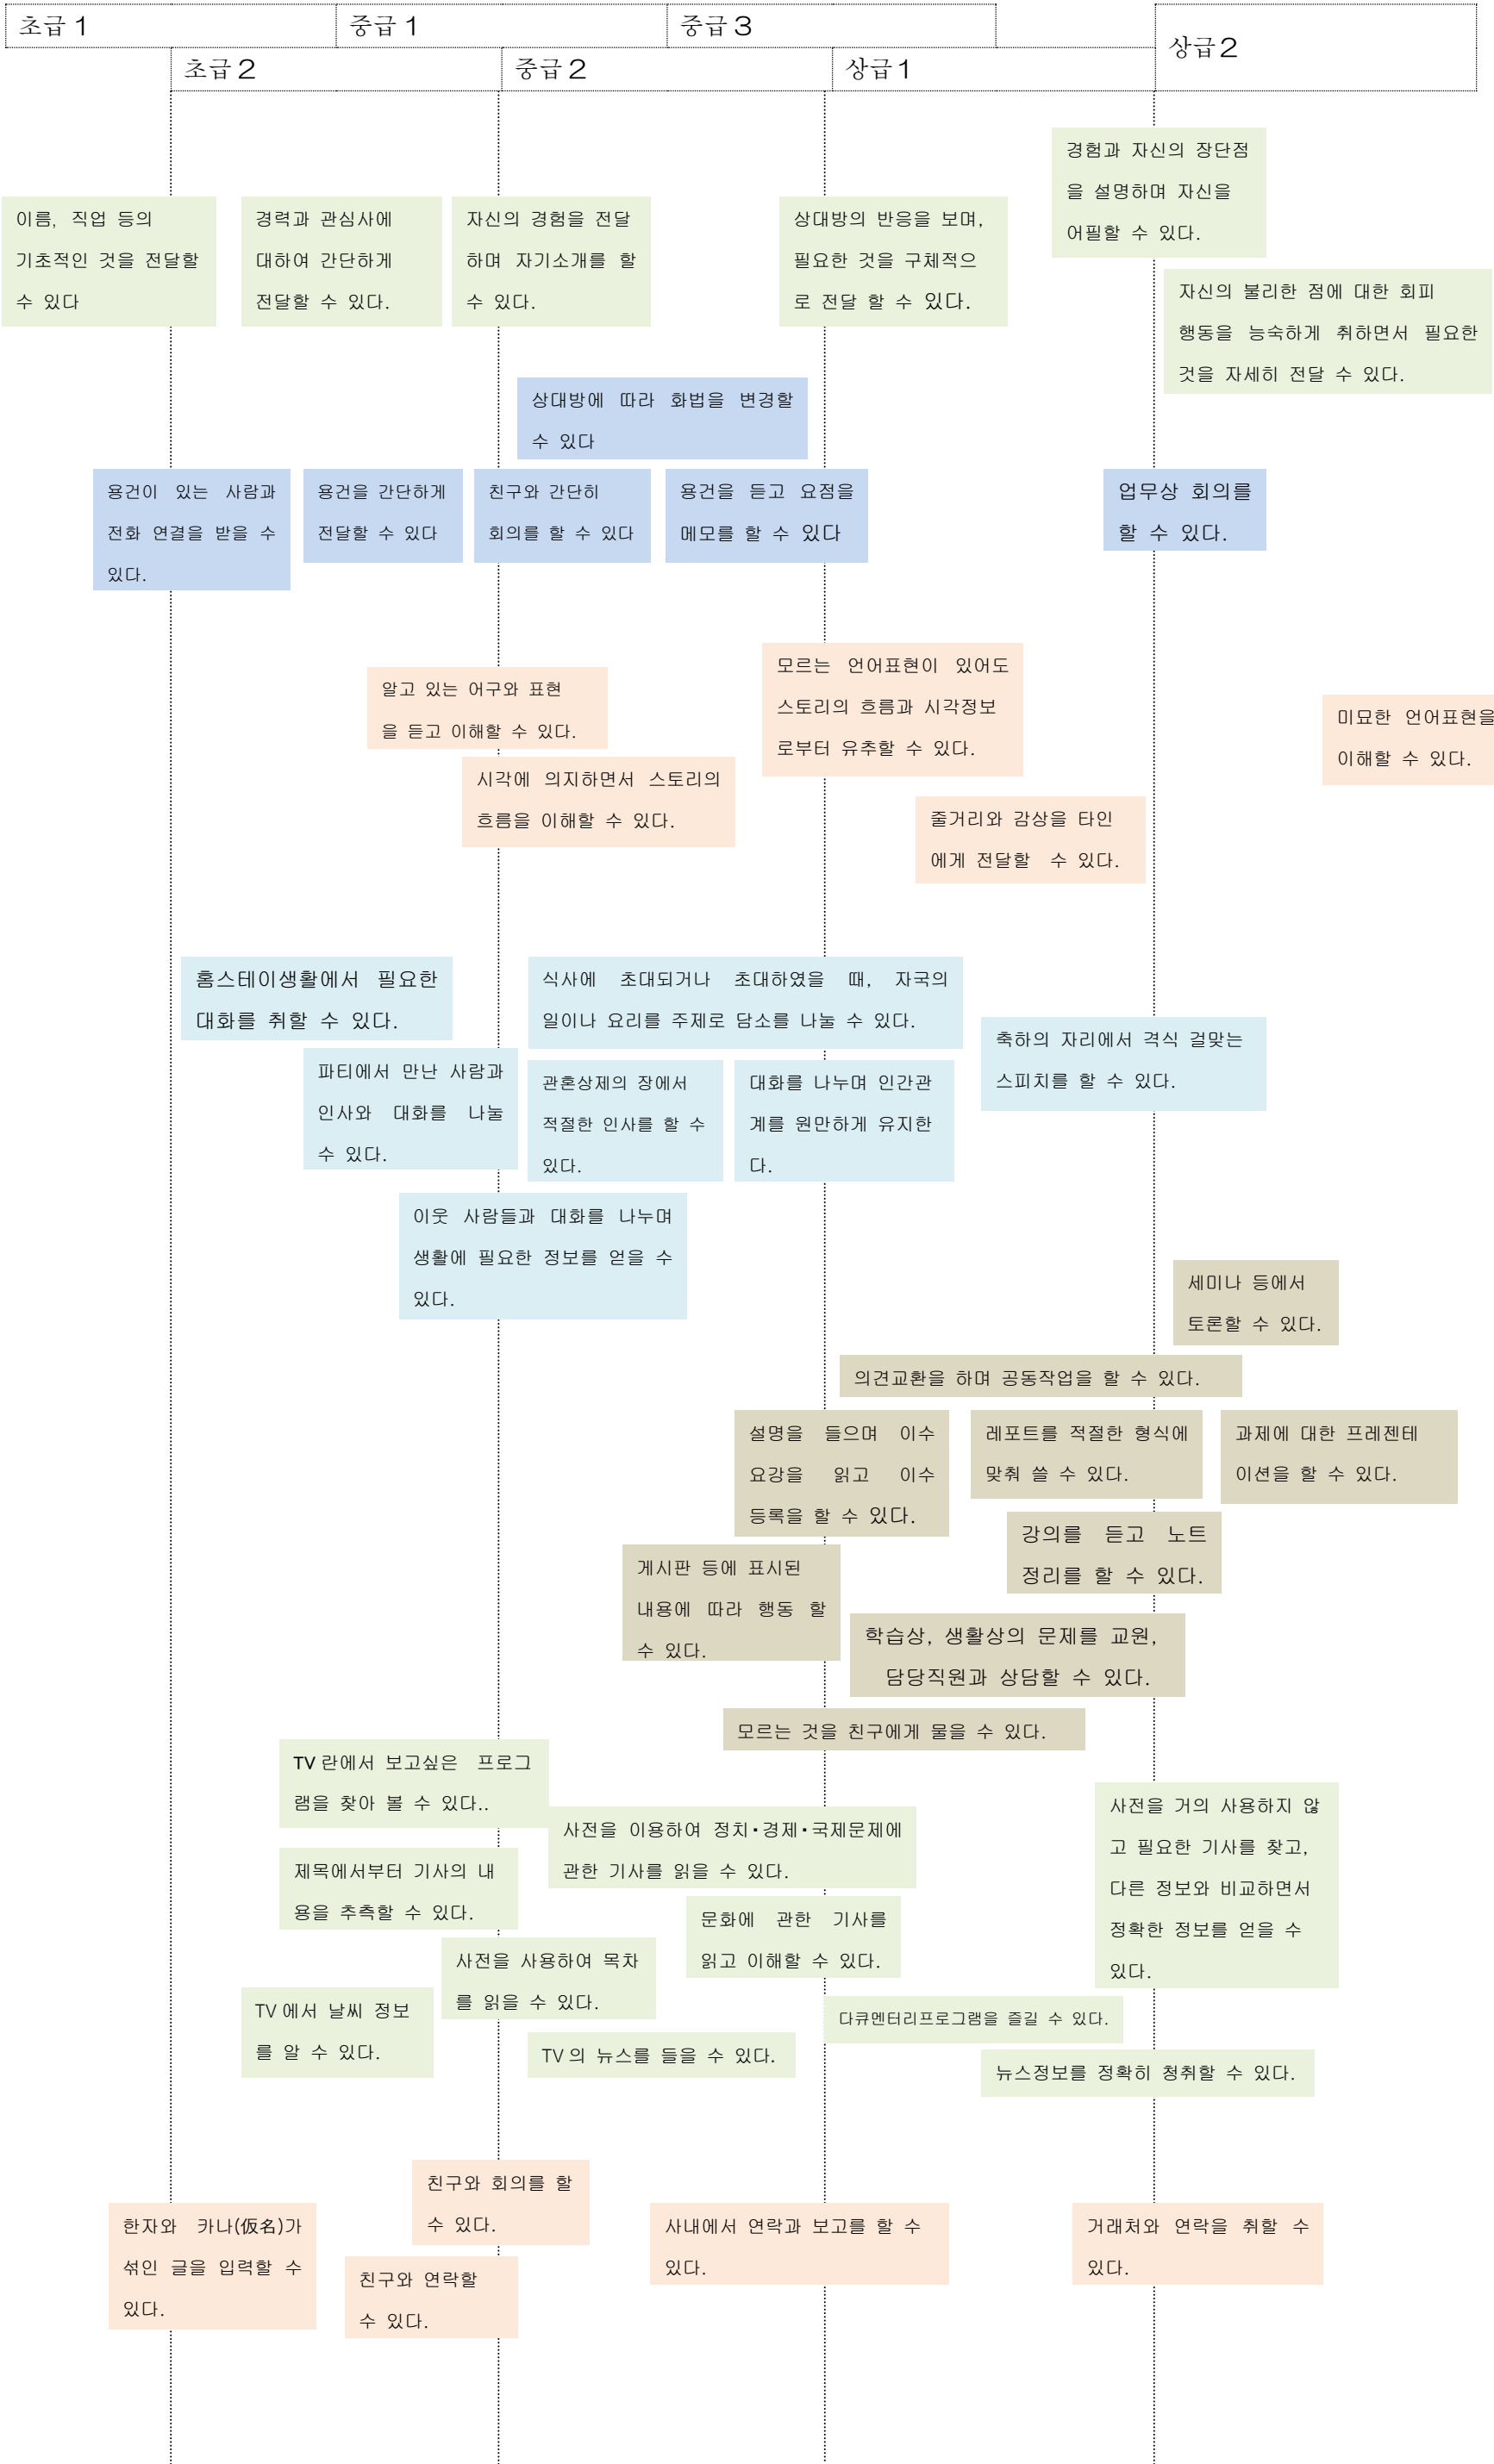 초급１
중급１
중급３
상급２
초급２
중급２
상급１
경험과 자신의 장단점
을 설명하며 자신을
어필할 수 있다.
이름, 직업 등의
기초적인 것을 전달할
수 있다
경력과 관심사에
대하여 간단하게
전달할 수 있다.
자신의 경험을 전달
하며 자기소개를 할
수 있다.
상대방의 반응을 보며,
필요한 것을 구체적으
로 전달 할 수 있다.
자신의 불리한 점에 대한 회피
행동을 능숙하게 취하면서 필요한
것을 자세히 전달 수 있다.
상대방에 따라 화법을 변경할
수 있다
용건이 있는 사람과
전화 연결을 받을 수
있다.
용건을 간단하게
전달할 수 있다
친구와 간단히
회의를 할 수 있다
용건을 듣고 요점을
메모를 할 수 있다
업무상 회의를
할 수 있다.
알고 있는 어구와 표현
을 듣고 이해할 수 있다.
모르는 언어표현이 있어도
스토리의 흐름과 시각정보
로부터 유추할 수 있다.
미묘한 언어표현을
이해할 수 있다.
시각에 의지하면서 스토리의
흐름을 이해할 수 있다.
줄거리와 감상을 타인
에게 전달할 수 있다.
홈스테이생활에서 필요한
대화를 취할 수 있다.
식사에 초대되거나 초대하였을 때, 자국의
일이나 요리를 주제로 담소를 나눌 수 있다.
축하의 자리에서 격식 걸맞는
스피치를 할 수 있다.
파티에서 만난 사람과
인사와 대화를 나눌
수 있다.
관혼상제의 장에서
적절한 인사를 할 수
있다.
대화를 나누며 인간관
계를 원만하게 유지한
다.
이웃 사람들과 대화를 나누며
생활에 필요한 정보를 얻을 수
있다.
세미나 등에서
토론할 수 있다.
의견교환을 하며 공동작업을 할 수 있다.
설명을 들으며 이수
요강을 읽고 이수
등록을 할 수 있다.
레포트를 적절한 형식에
맞춰 쓸 수 있다.
과제에 대한 프레젠테
이션을 할 수 있다.
강의를 듣고 노트
정리를 할 수 있다.
게시판 등에 표시된
내용에 따라 행동 할
수 있다.
학습상, 생활상의 문제를 교원,
담당직원과 상담할 수 있다.
모르는 것을 친구에게 물을 수 있다.
TV 란에서 보고싶은 프로그
램을 찾아 볼 수 있다..
사전을 이용하여 정치・경제・국제문제에
관한 기사를 읽을 수 있다.
사전을 거의 사용하지 않
고 필요한 기사를 찾고,
다른 정보와 비교하면서
정확한 정보를 얻을 수
있다.
제목에서부터 기사의 내
용을 추측할 수 있다.
문화에 관한 기사를
읽고 이해할 수 있다.
사전을 사용하여 목차
를 읽을 수 있다.
TV 에서 날씨 정보
를 알 수 있다.
다큐멘터리프로그램을 즐길 수 있다.
TV 의 뉴스를 들을 수 있다.
뉴스정보를 정확히 청취할 수 있다.
친구와 회의를 할
수 있다.
한자와 카나(仮名)가
섞인 글을 입력할 수
있다.
사내에서 연락과 보고를 할 수
있다.
거래처와 연락을 취할 수
있다.
친구와 연락할
수 있다.